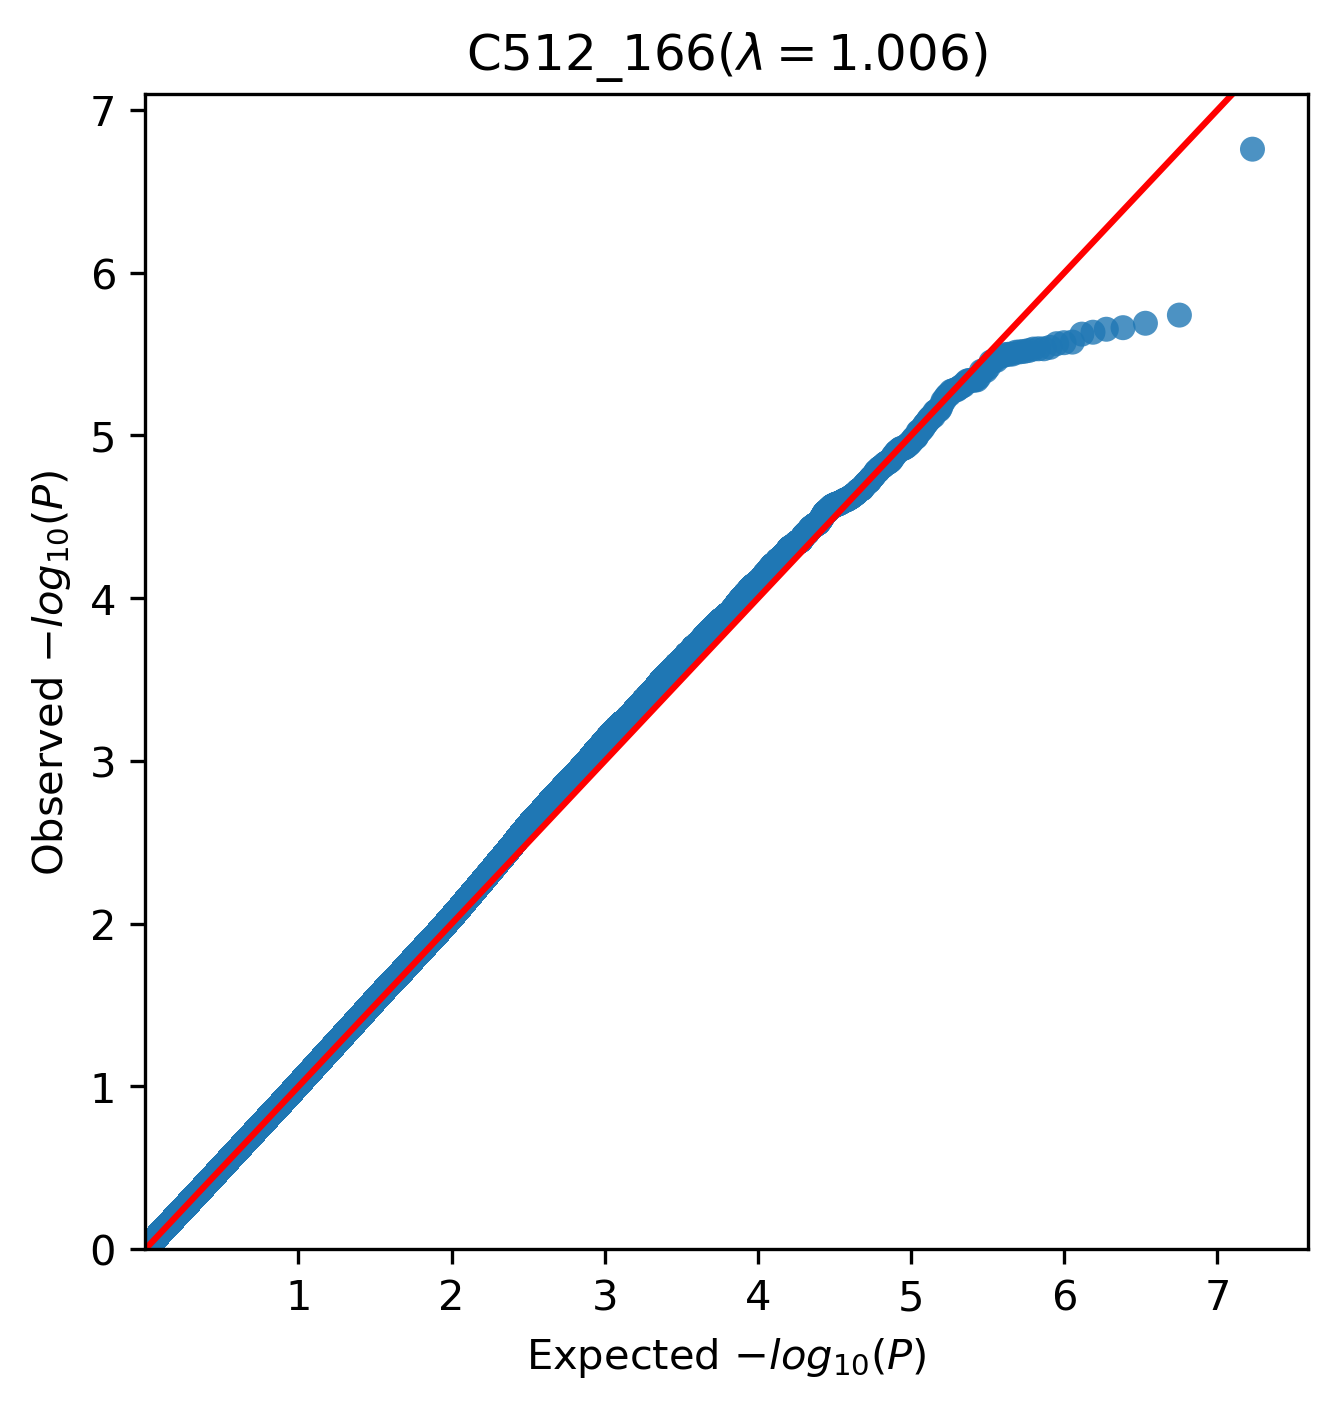 C512_166(λ = 1.006)
Observed −log₁₀(P)
7
6
5
4
3
2
1
0
1 2 3 4 5 6 7
Expected −log₁₀(P)